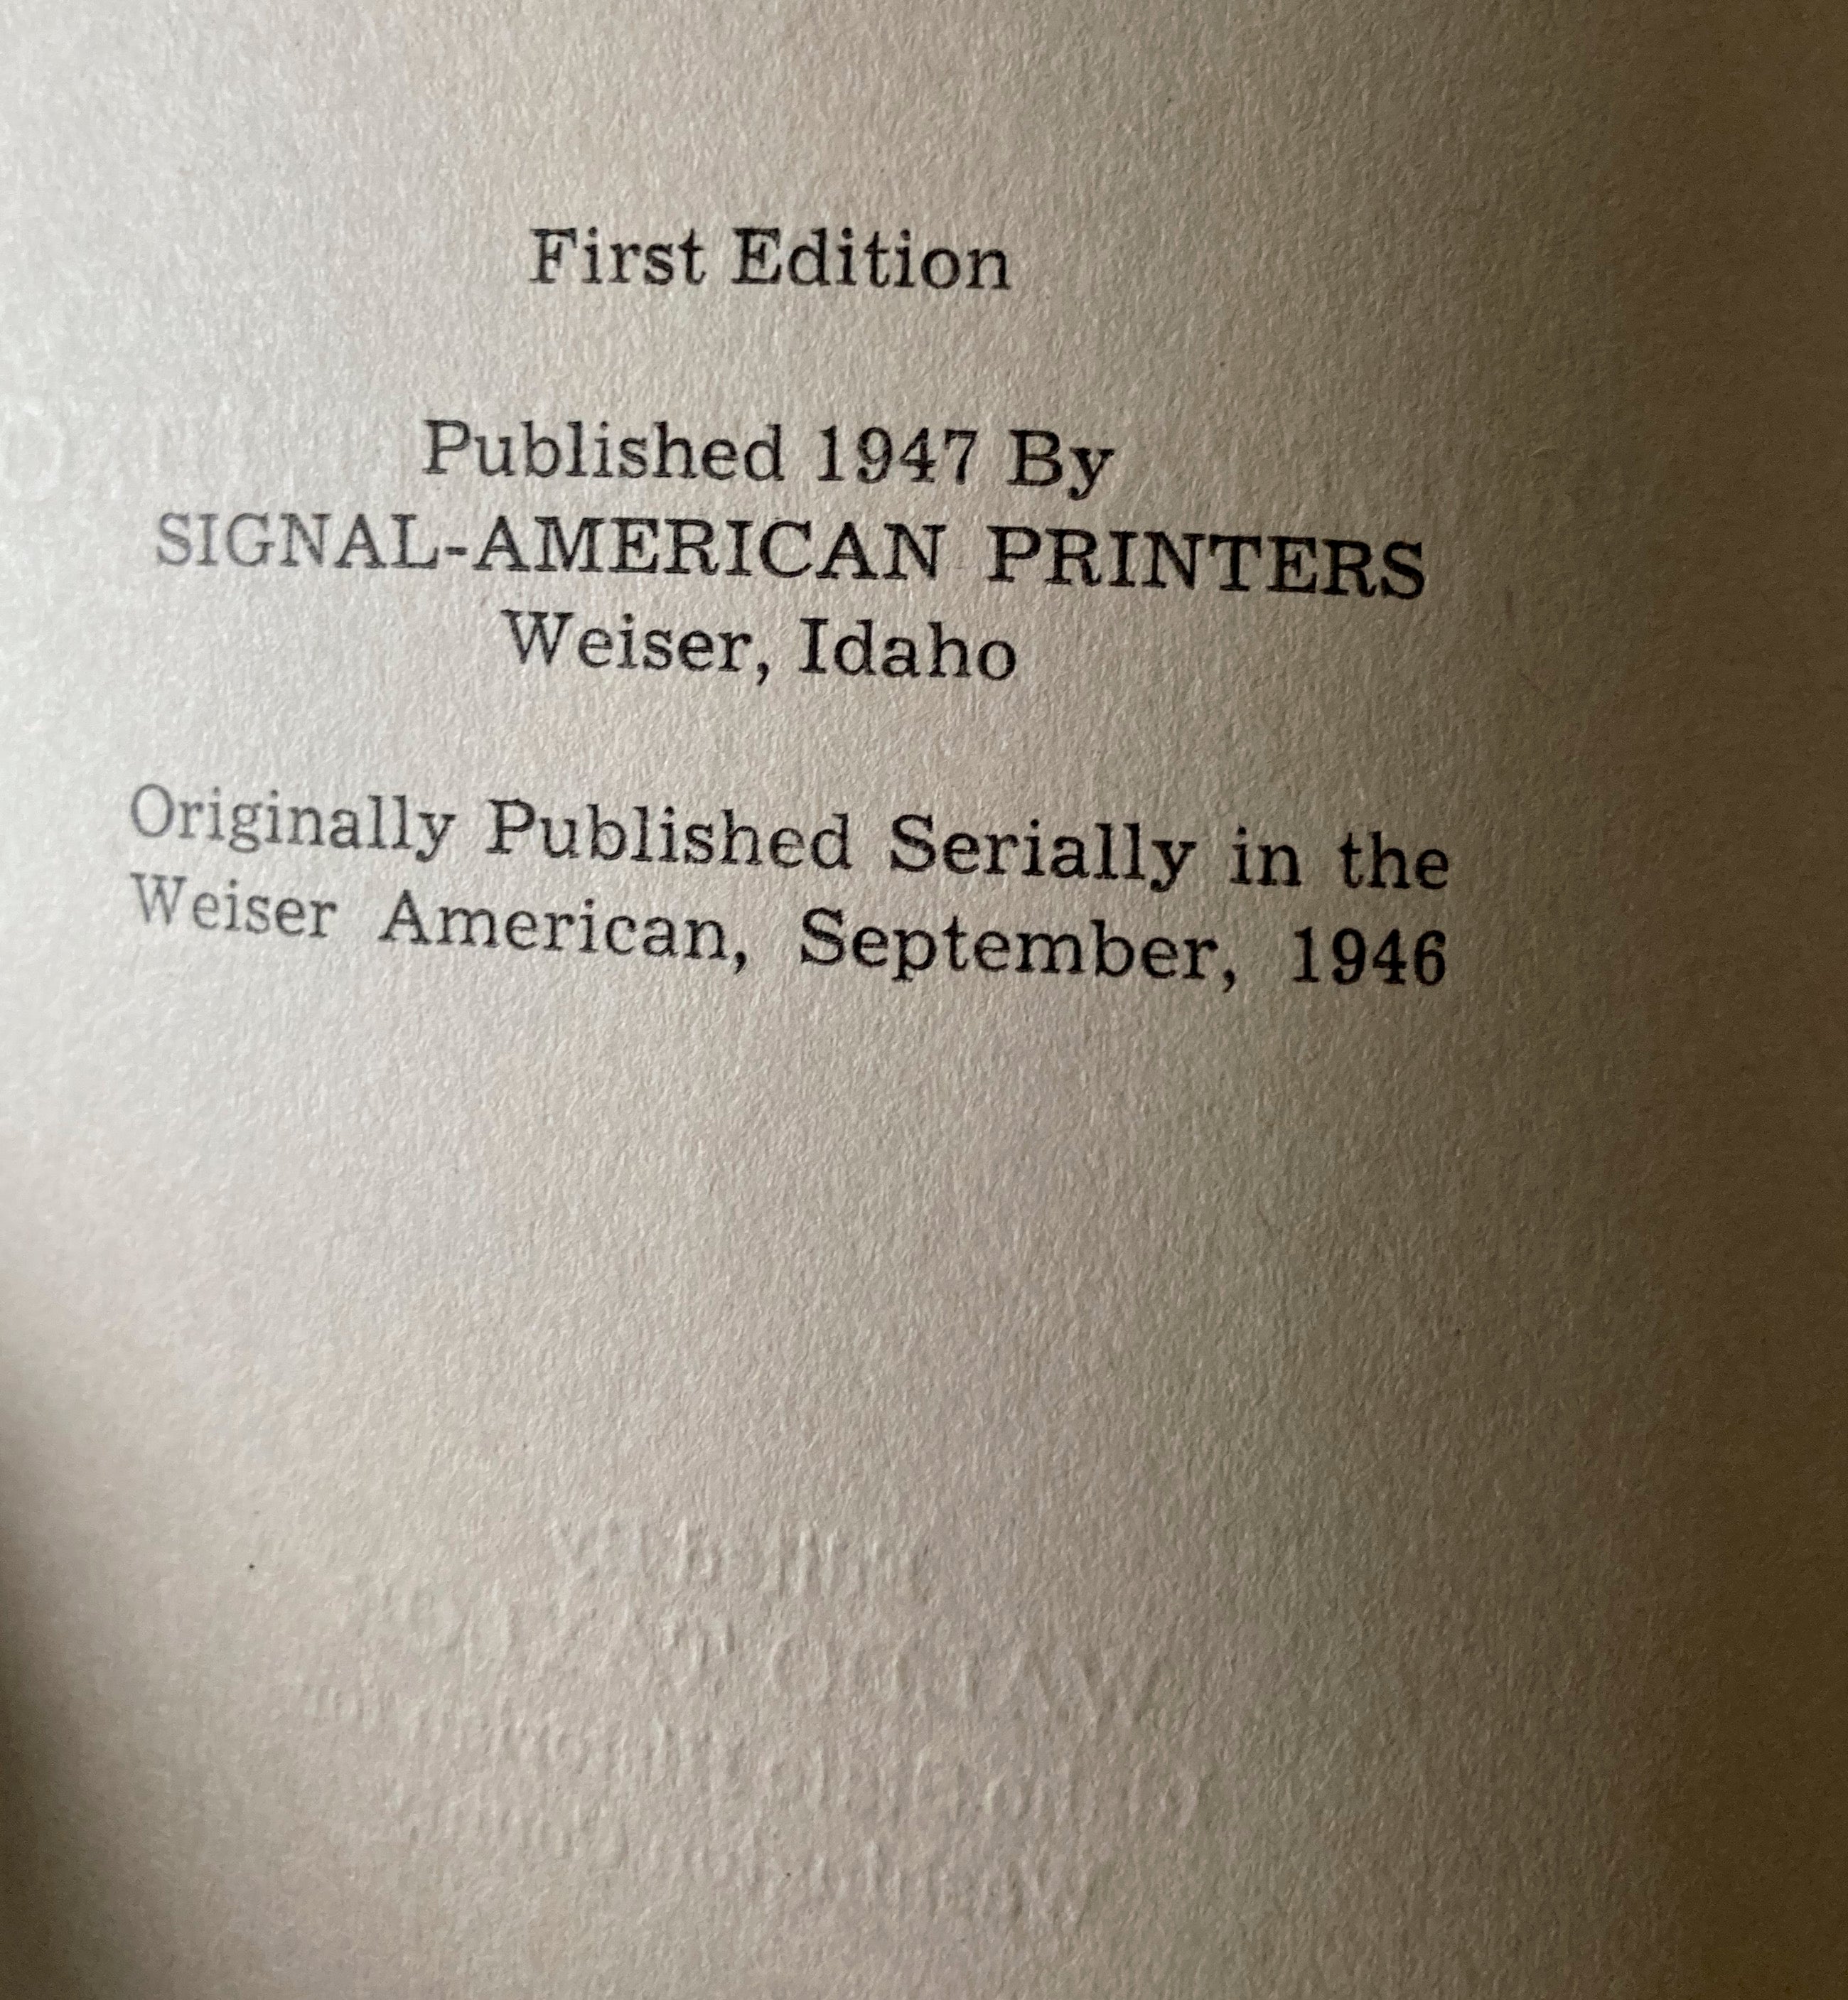 First Edition
Published 1947 By
SIGNAL-AMERICAN PRINTERS
Weiser, Idaho
Originally Published Serially in the
Weiser American, September, 1946